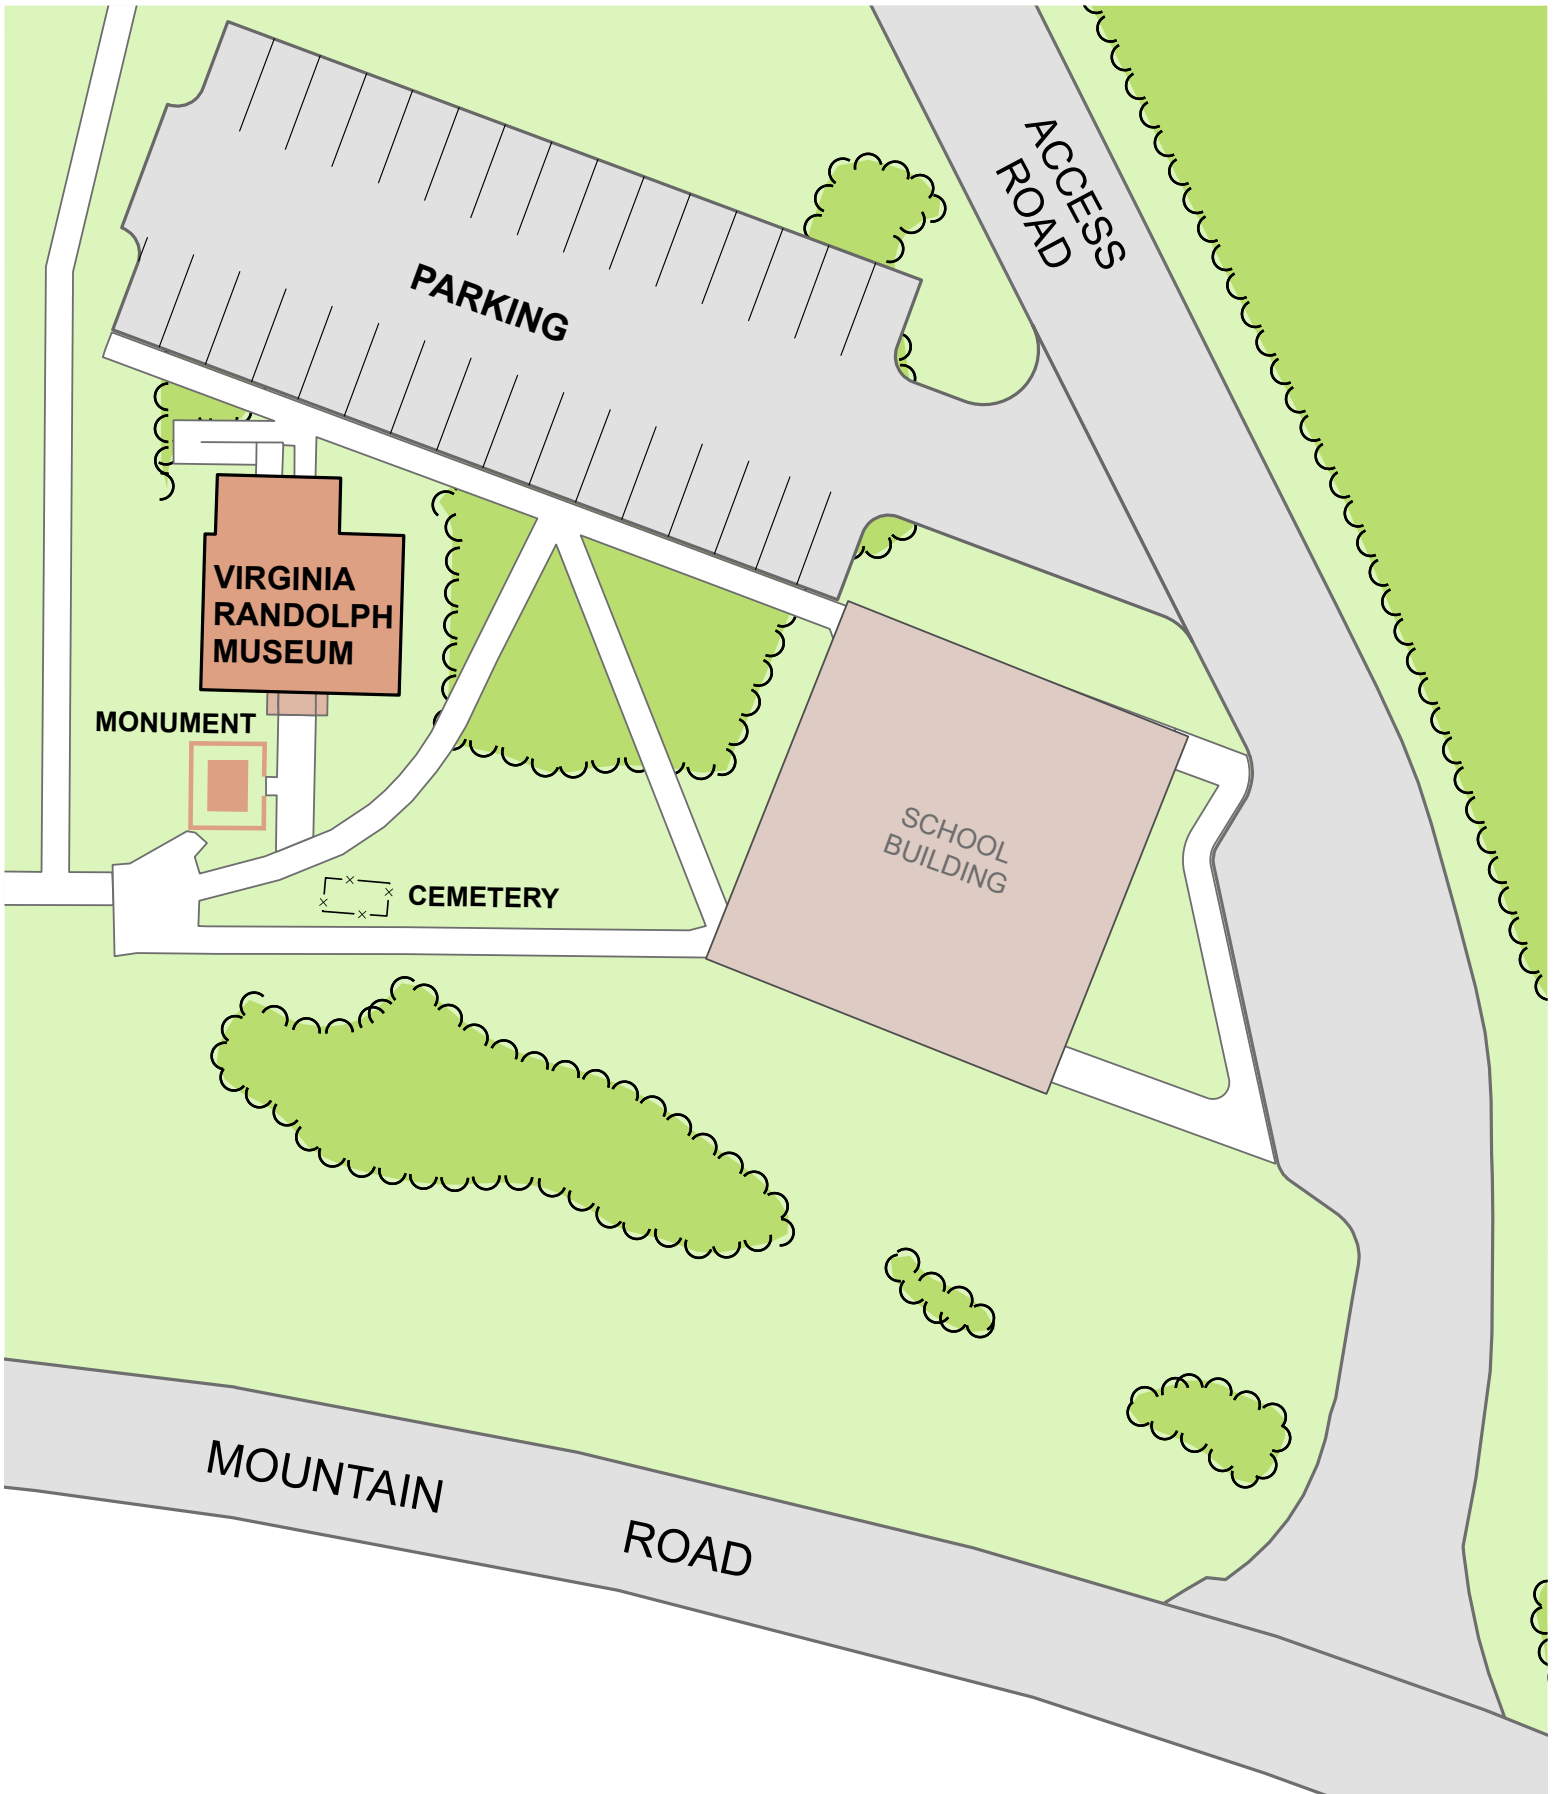 ACCESS
ROAD
PARKING
VIRGINIA
RANDOLPH
MUSEUM
MONUMENT
SCHOOL
BUILDING
CEMETERY
MOUNTAIN
ROAD